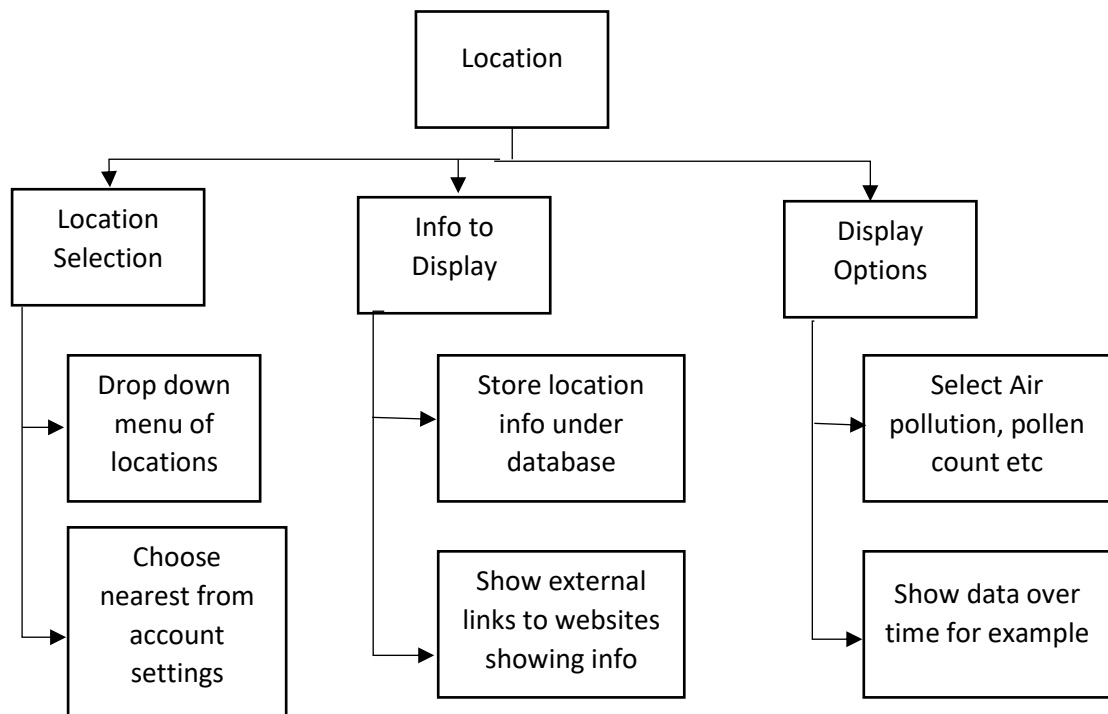 Location
Location
Selection
Info to
Display
Display
Options
Drop down
menu of
locations
Store location
info under
database
Select Air
pollution, pollen
count etc
Choose
nearest from
account
settings
Show external
links to websites
showing info
Show data over
time for example